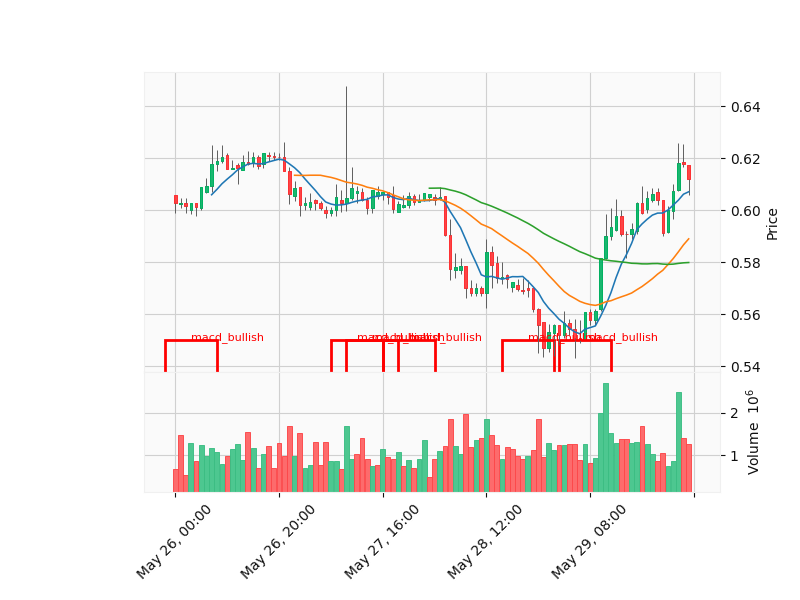 0.64
0.62
0.60
0.58
0.56
0.54
Price
macd_bullish
macd_bullish
macd_bullish
macd_bullish
macd_bullish
2
1
Volume 10^6
May 26, 00:00
May 26, 20:00
May 27, 16:00
May 28, 12:00
May 29, 08:00